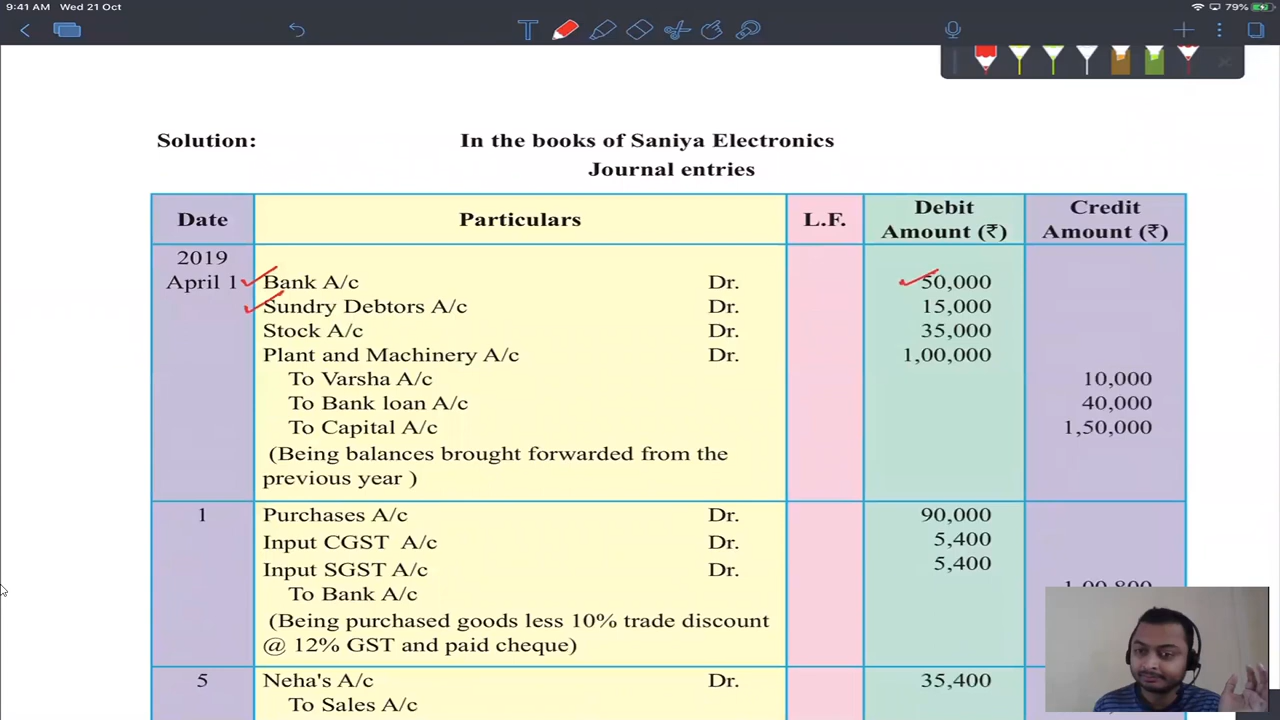 9:41 AM Wed 21 Oct 79%
T
Solution: In the books of Saniya Electronics
Journal entries
Date Particulars L.F. Debit Amount (₹) Credit Amount (₹)
2019
April 1 Bank A/c Dr. 50,000
Sundry Debtors A/c Dr. 15,000
Stock A/c Dr. 35,000
Plant and Machinery A/c Dr. 1,00,000
To Varsha A/c 10,000
To Bank loan A/c 40,000
To Capital A/c 1,50,000
(Being balances brought forwarded from the
previous year )
1 Purchases A/c Dr. 90,000
Input CGST A/c Dr. 5,400
Input SGST A/c Dr. 5,400
To Bank A/c 1,00,800
(Being purchased goods less 10% trade discount
@ 12% GST and paid cheque)
5 Neha's A/c Dr. 35,400
To Sales A/c